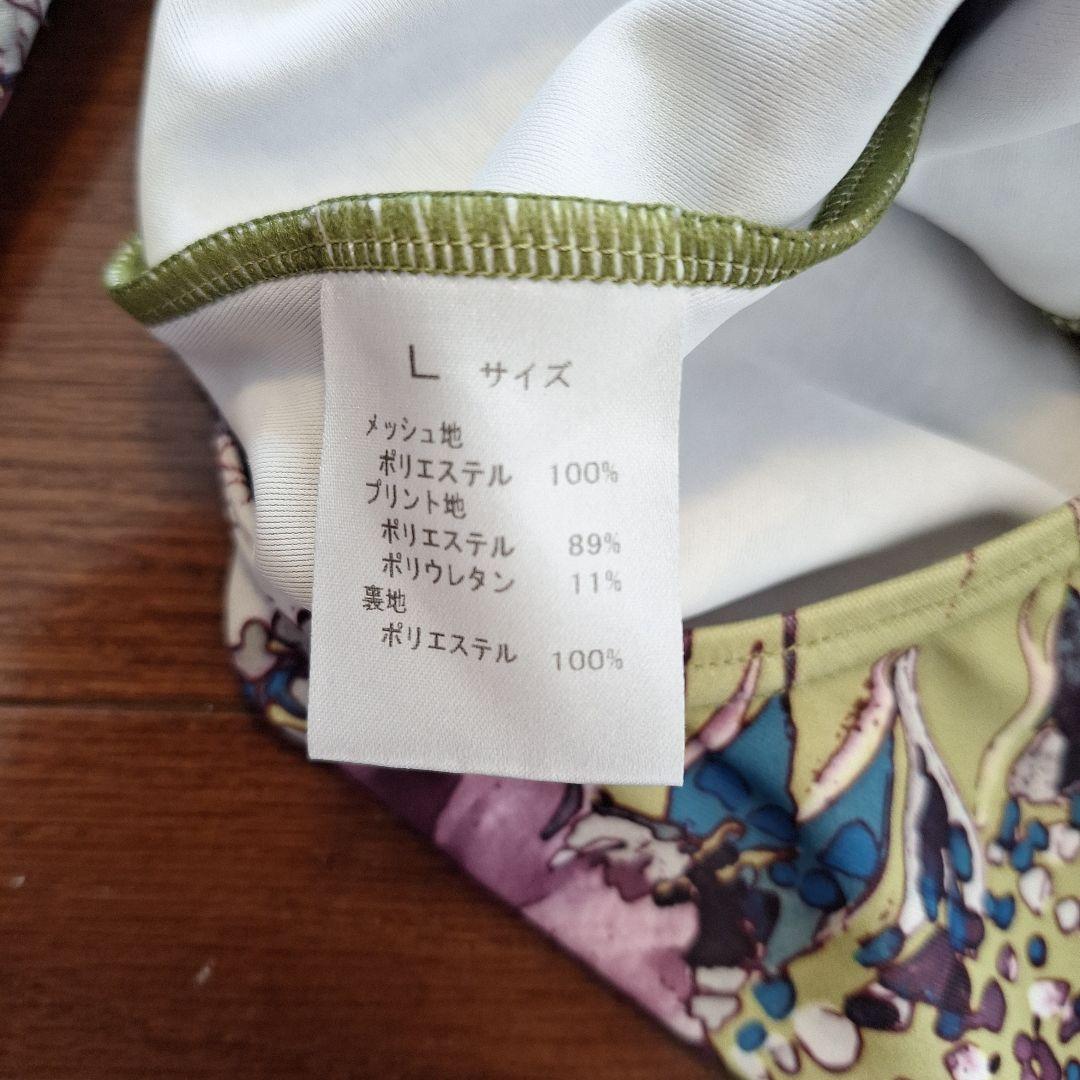 L サイズ
メッシュ地
ポリエステル 100%
プリント地
ポリエステル 89%
ポリウレタン 11%
裏地
ポリエステル 100%